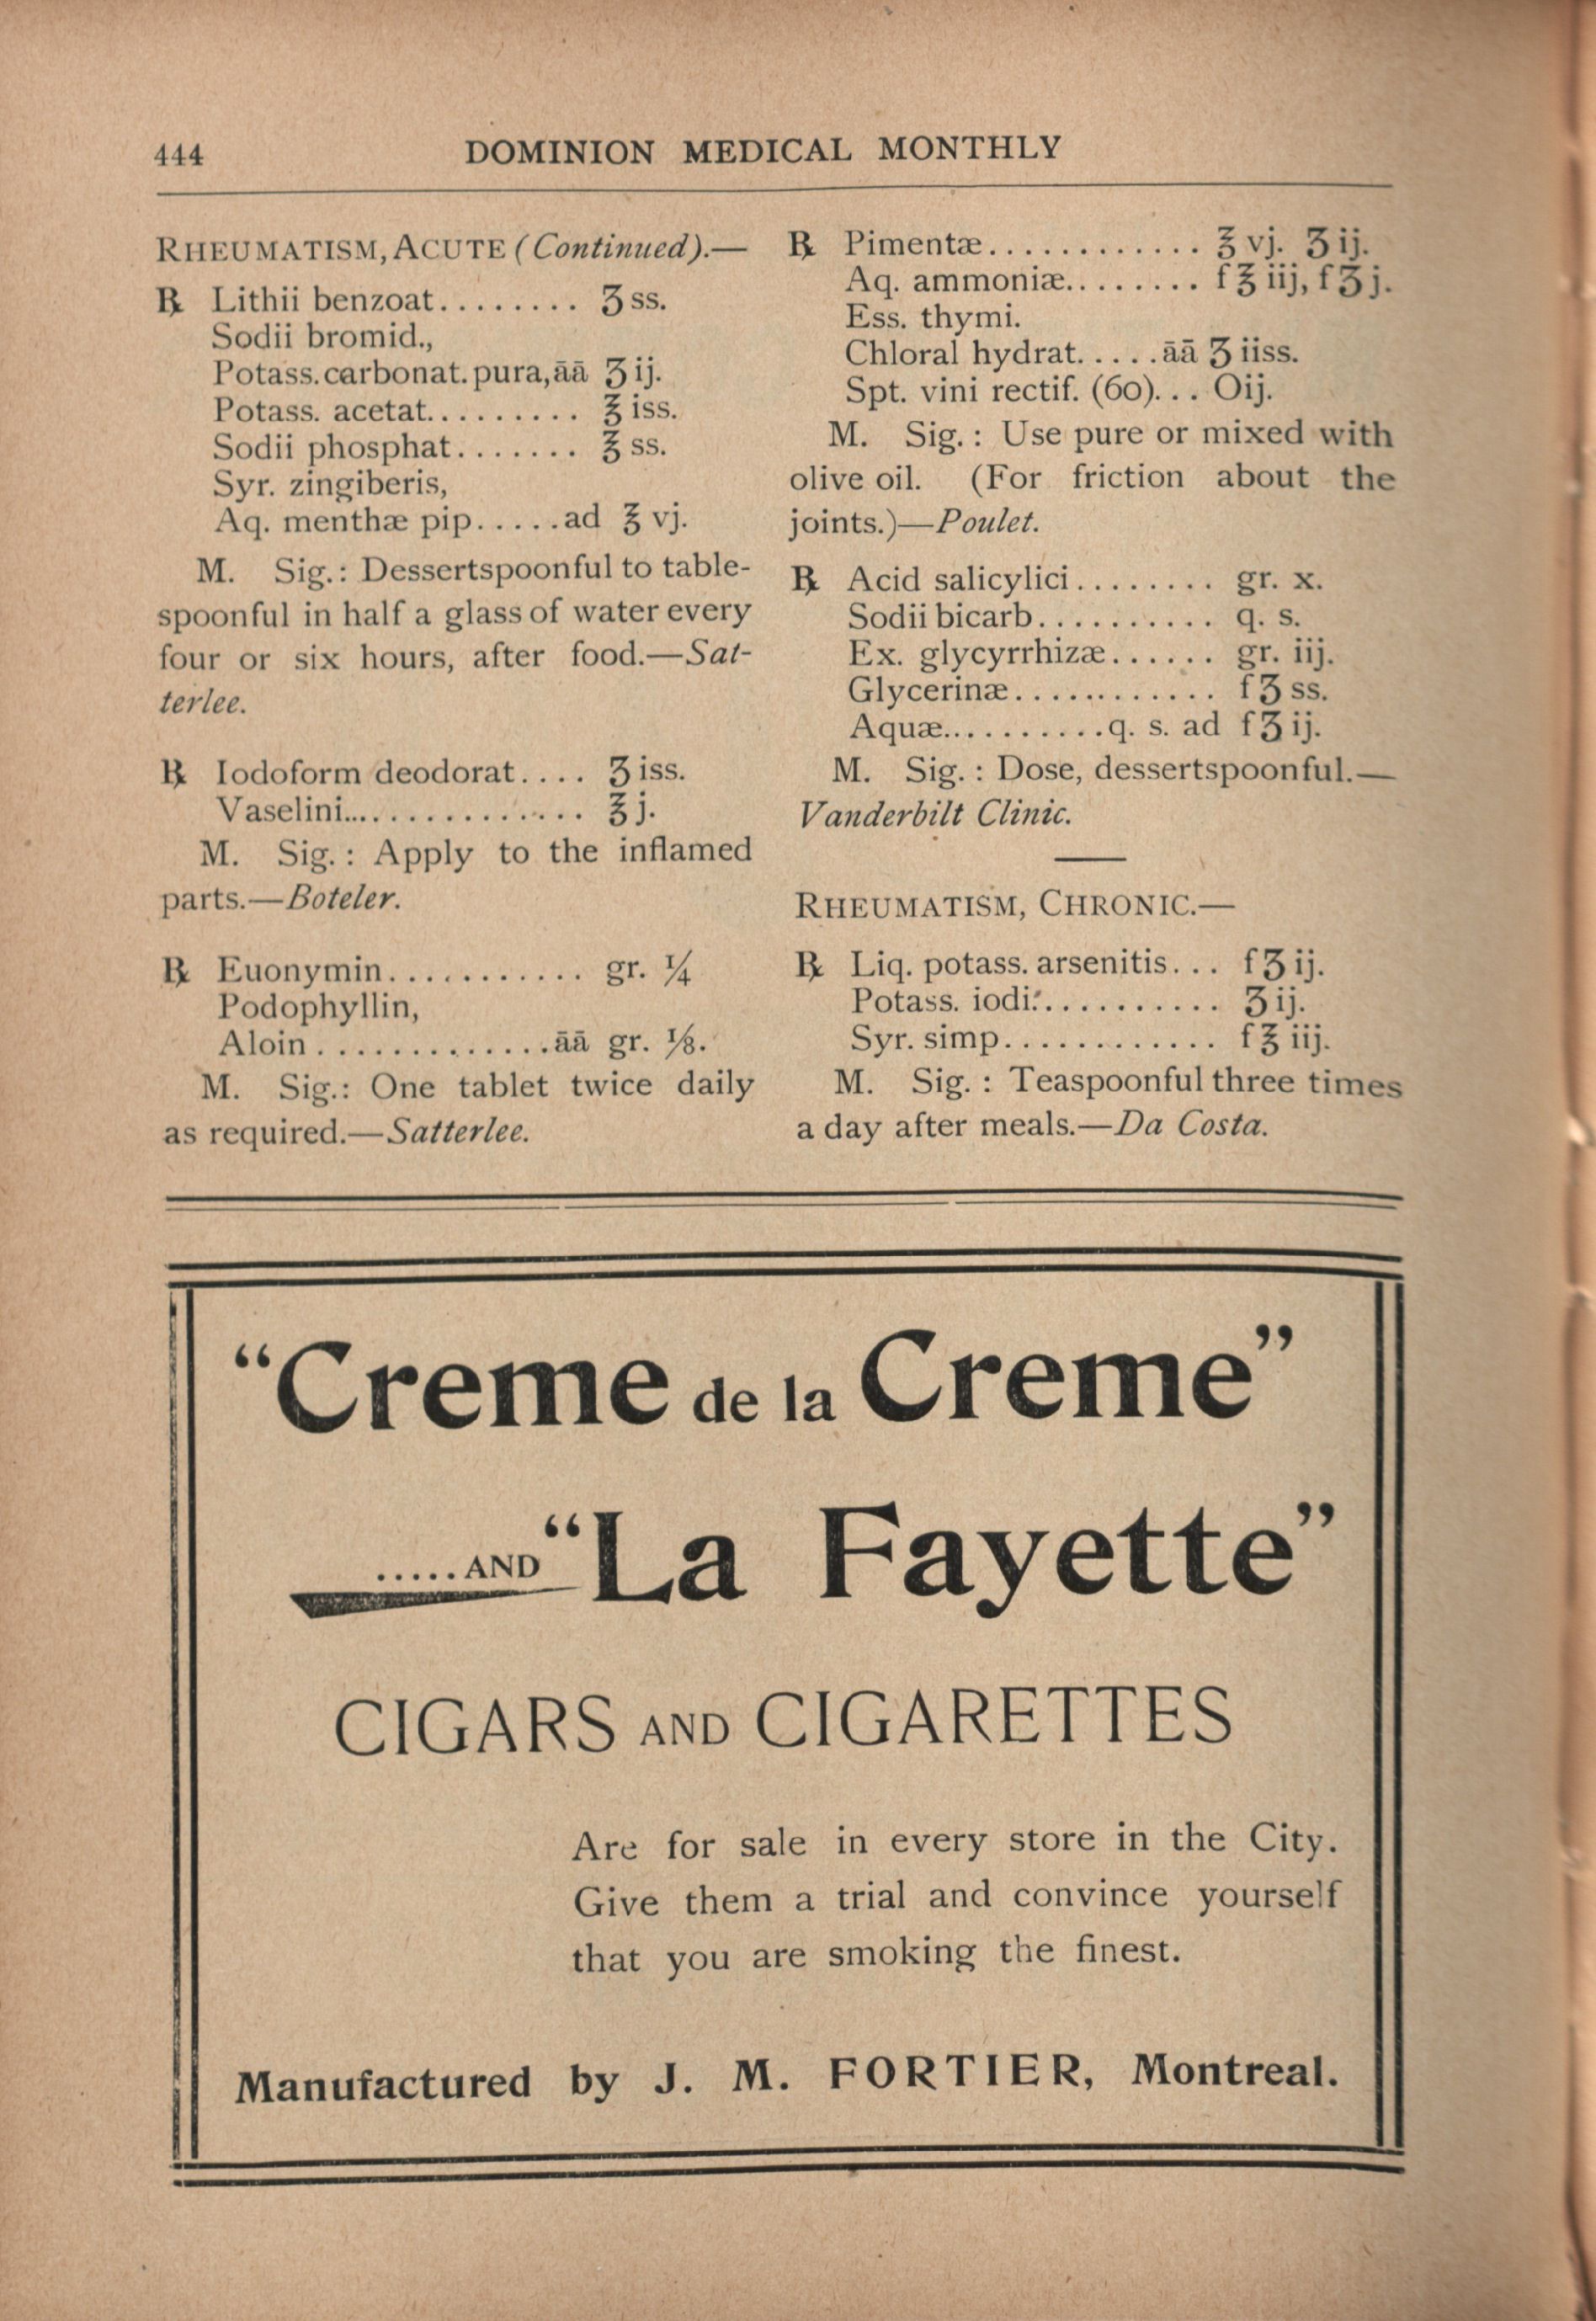 444
DOMINION MEDICAL MONTHLY
RHEUMATISM, ACUTE (Continued).—
℞ Lithii benzoat........ ʒ ss.
Sodii bromid.,
Potass. carbonat. pura, āā ʒ ij.
Potass. acetat......... ℥ iss.
Sodii phosphat....... ℥ ss.
Syr. zingiberis,
Aq. menthæ pip.....ad ℥ vj.
M. Sig.: Dessertspoonful to table-
spoonful in half a glass of water every
four or six hours, after food.—Sat-
terlee.
℞ Iodoform deodorat.... ʒ iss.
Vaselini............... ℥ j.
M. Sig.: Apply to the inflamed
parts.—Boteler.
℞ Euonymin........... gr. ¼
Podophyllin,
Aloin..............āā gr. ⅛.
M. Sig.: One tablet twice daily
as required.—Satterlee.
℞ Pimentæ............ ℥ vj. ʒ ij.
Aq. ammoniæ........ f ℥ iij, f ʒ j.
Ess. thymi.
Chloral hydrat.....āā ʒ iiss.
Spt. vini rectif. (60)... Oij.
M. Sig.: Use pure or mixed with
olive oil. (For friction about the
joints.)—Poulet.
℞ Acid salicylici........ gr. x.
Sodii bicarb.......... q. s.
Ex. glycyrrhizæ...... gr. iij.
Glycerinæ............ f ʒ ss.
Aquæ..........q. s. ad f ʒ ij.
M. Sig.: Dose, dessertspoonful.—
Vanderbilt Clinic.
RHEUMATISM, CHRONIC.—
℞ Liq. potass. arsenitis... f ʒ ij.
Potass. iodi........... ʒ ij.
Syr. simp............ f ℥ iij.
M. Sig.: Teaspoonful three times
a day after meals.—Da Costa.
"Creme de la Creme"
.....AND "La Fayette"
CIGARS AND CIGARETTES
Are for sale in every store in the City.
Give them a trial and convince yourself
that you are smoking the finest.
Manufactured by J. M. FORTIER, Montreal.